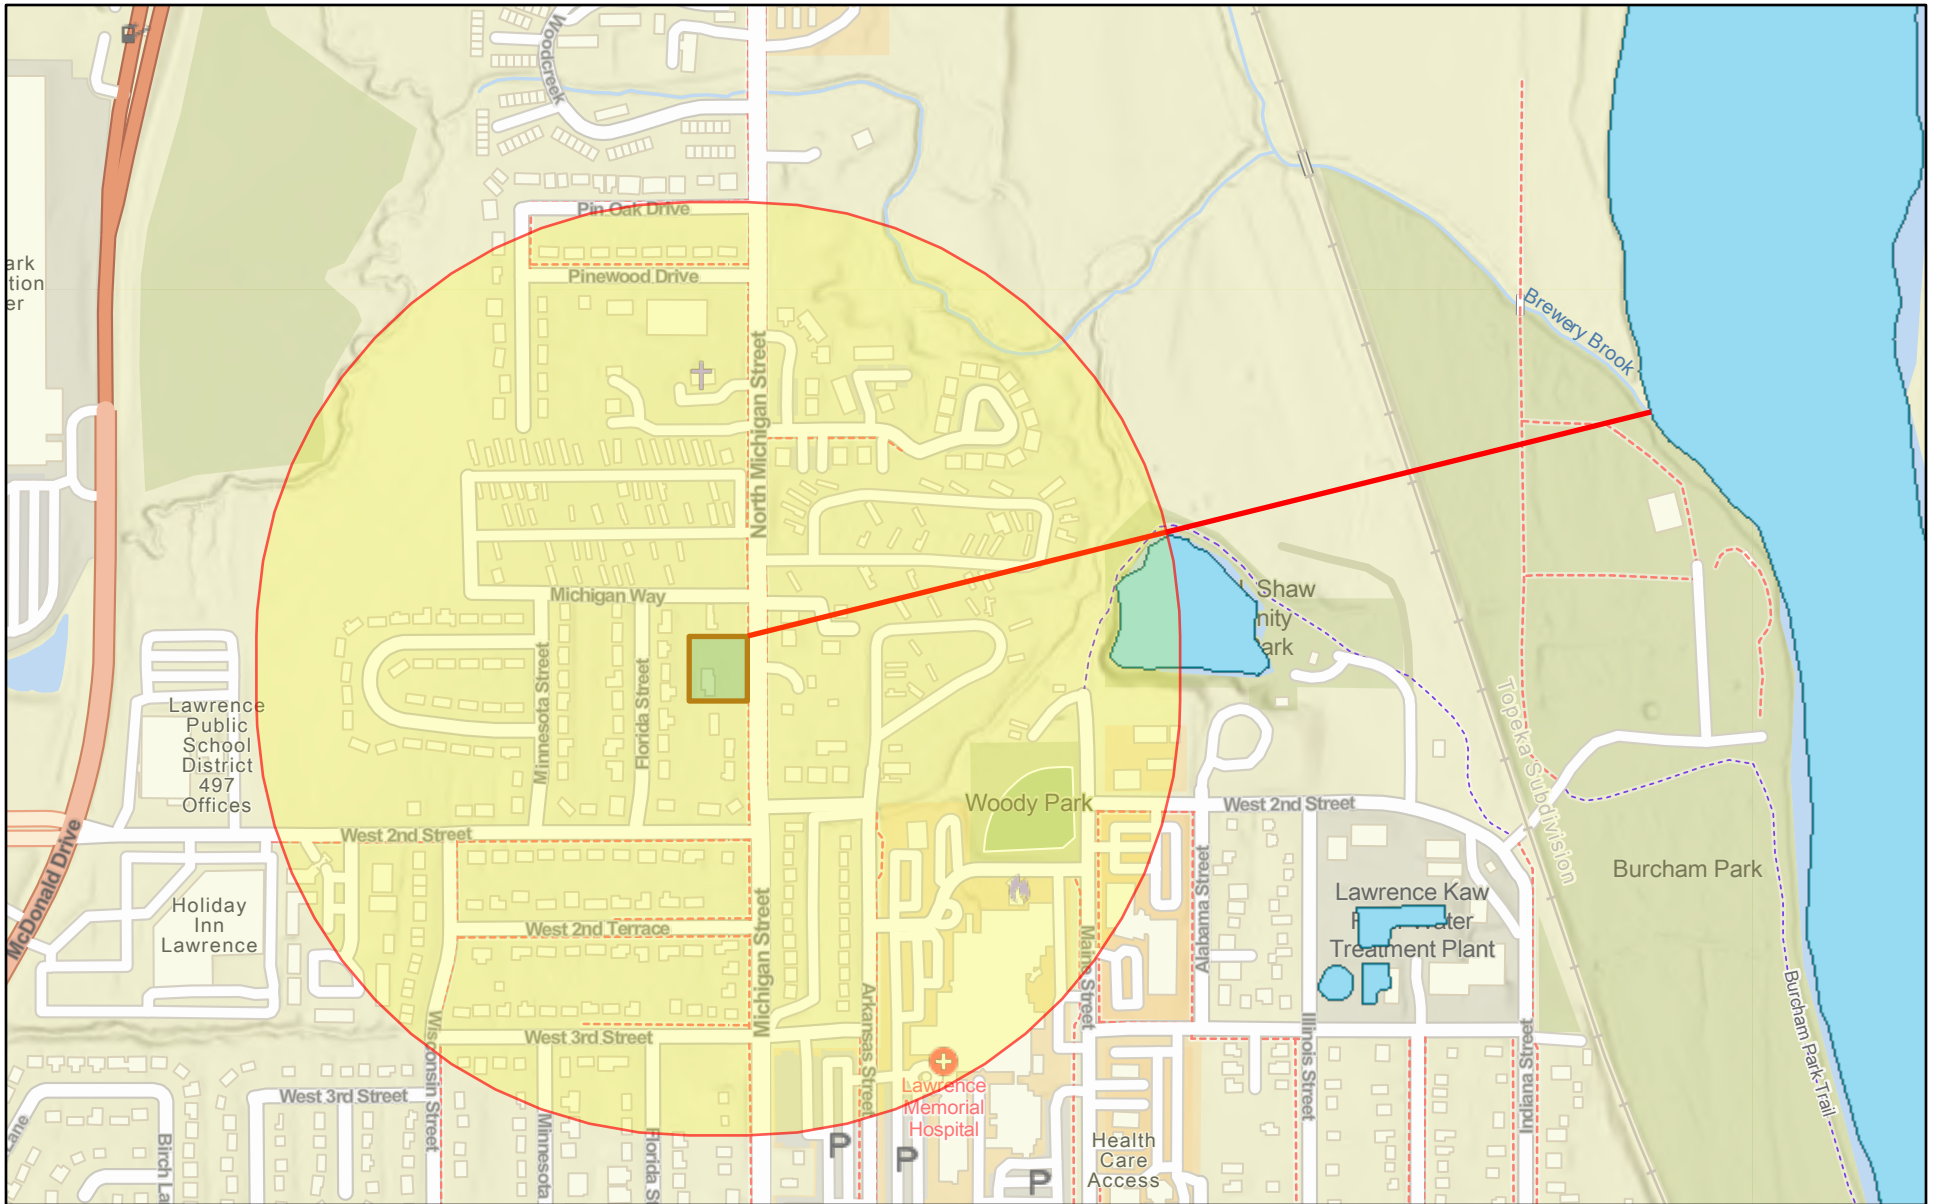 Woodcreek
Pin Oak Drive
Pinewood Drive
ark
tion
er
Brewery Brook
North Michigan Street
Michigan Way
Shaw
nity
ark
Minnesota Street
Florida Street
Lawrence
Public
School
District
497
Offices
Topeka Subdivision
Woody Park
West 2nd Street
West 2nd Street
McDonald Drive
Burcham Park
Holiday
Inn
Lawrence
Lawrence Kaw
ater
Treatment Plant
Alabama Street
West 2nd Terrace
Michigan Street
Maine Street
Arkansas Street
Wisconsin Street
West 3rd Street
Illinois Street
Indiana Street
Burcham Park Trail
West 3rd Street
Lawrence
Memorial
Hospital
Lane
Birch La
Minnesota
Florida S
P
P
P
Health
Care
Access